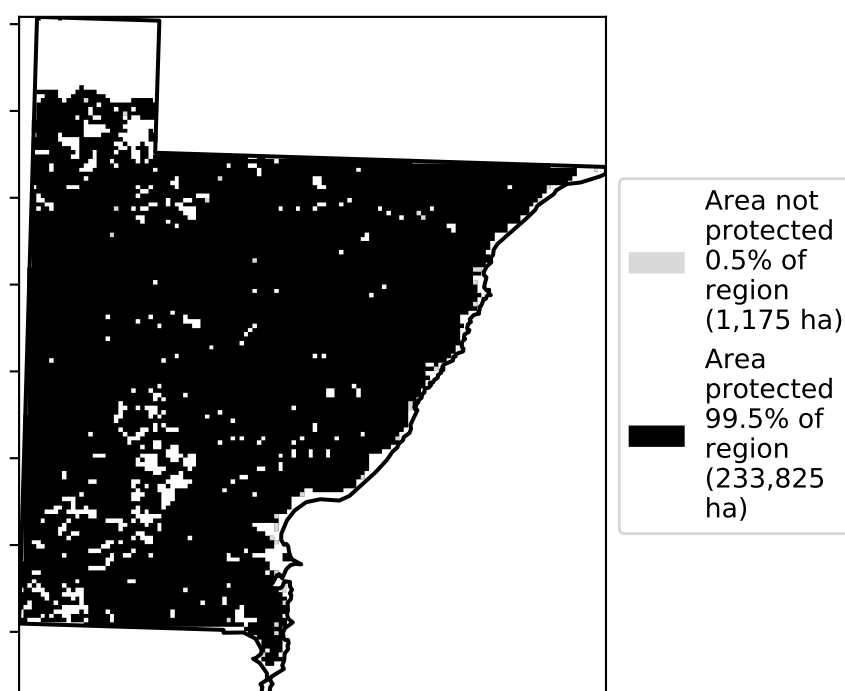 Area not
protected
0.5% of
region
(1,175 ha)
Area
protected
99.5% of
region
(233,825
ha)